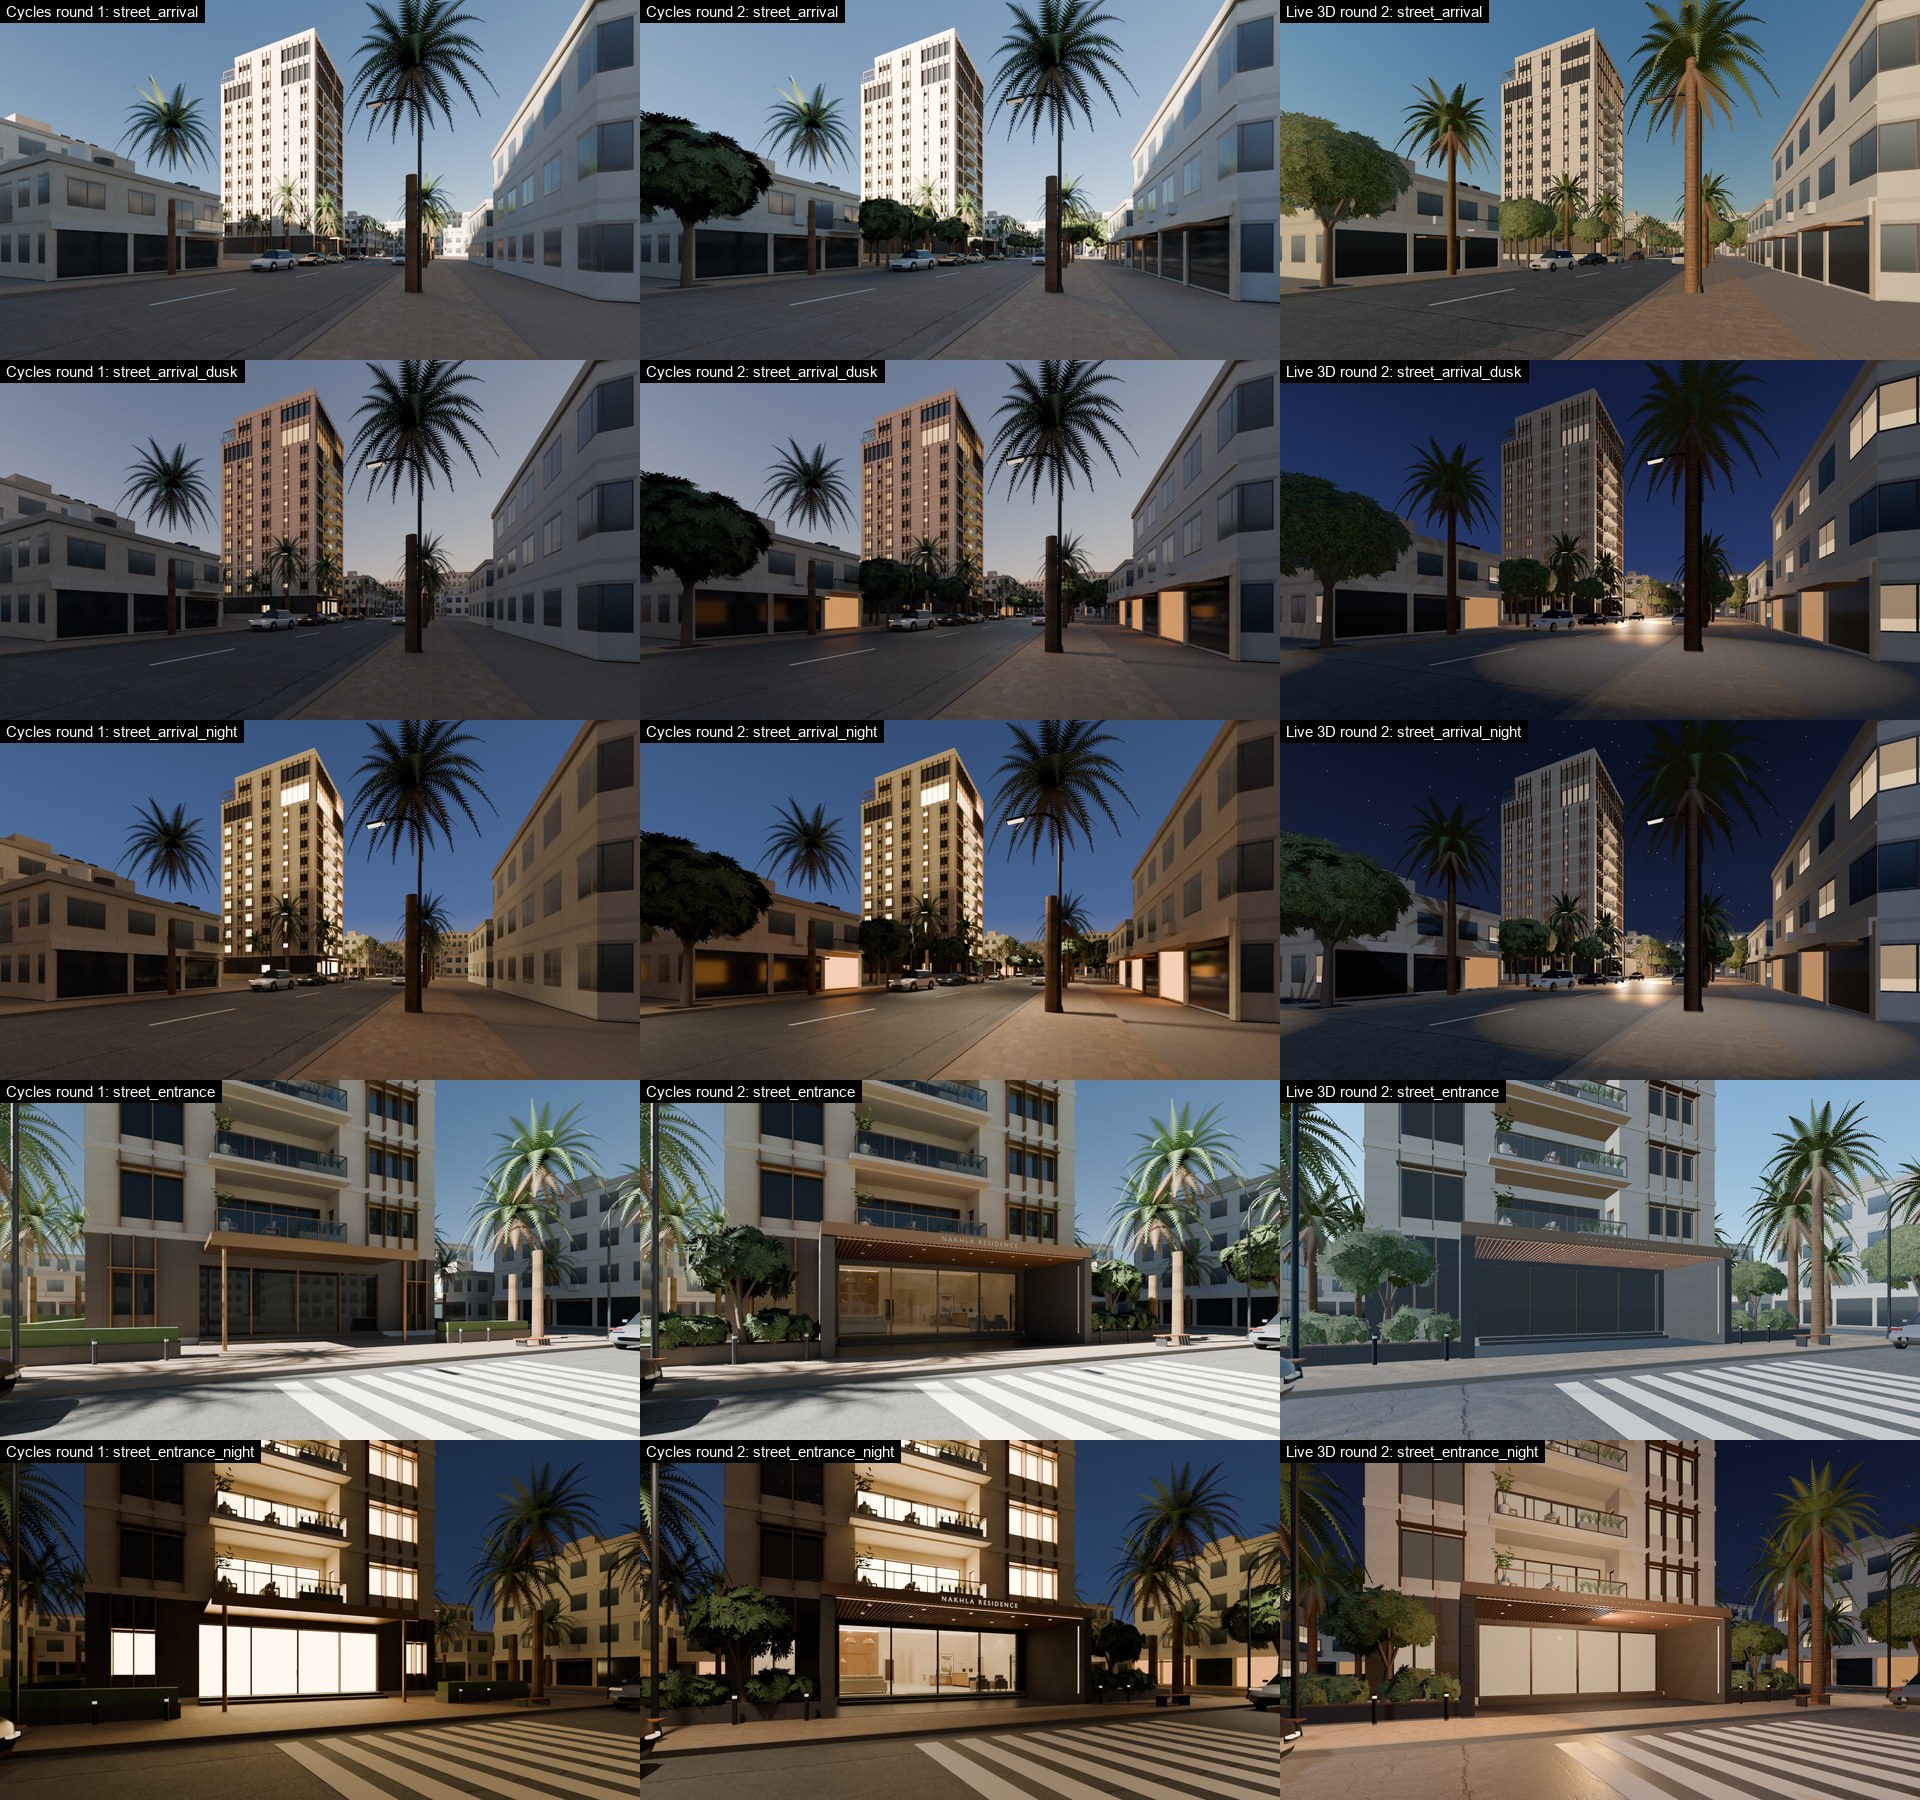 Cycles round 1: street_arrival
Cycles round 2: street_arrival
Live 3D round 2: street_arrival
Cycles round 1: street_arrival_dusk
Cycles round 2: street_arrival_dusk
Live 3D round 2: street_arrival_dusk
Cycles round 1: street_arrival_night
Cycles round 2: street_arrival_night
Live 3D round 2: street_arrival_night
Cycles round 1: street_entrance
Cycles round 2: street_entrance
Live 3D round 2: street_entrance
NAKHLA RESIDENCE
Cycles round 1: street_entrance_night
Cycles round 2: street_entrance_night
Live 3D round 2: street_entrance_night
NAKHLA RESIDENCE